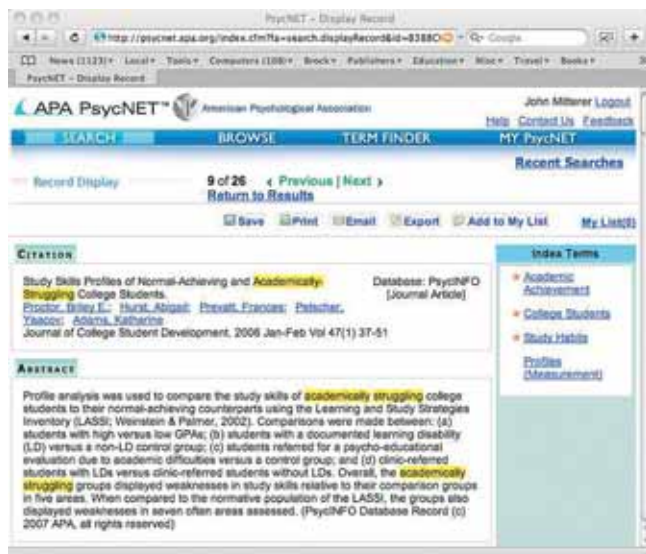 PsycNET – Display Record
http://psycnet.apa.org/index.cfm?fa=search.displayRecord&id=8388C
Google
News (1123) Local Tools Computers (108) Brock Publishers Education Misc Travel Books
PsycNET – Display Record
APA PsycNET™ American Psychological Association
John Mitterer Logout
Help Contact Us Feedback
SEARCH BROWSE TERM FINDER MY PsycNET
Recent Searches
Record Display
9 of 26 Previous | Next
Return to Results
Save Print Email Export Add to My List My List(0)
CITATION
Study Skills Profiles of Normal-Achieving and Academically-
Struggling College Students.
Proctor, Briley E.; Hurst, Abigail; Prevatt, Frances; Petscher,
Yaacov; Adams, Katharine
Journal of College Student Development, 2006 Jan-Feb Vol 47(1) 37-51
Database: PsycINFO
[Journal Article]
ABSTRACT
Profile analysis was used to compare the study skills of academically struggling college
students to their normal-achieving counterparts using the Learning and Study Strategies
Inventory (LASSI; Weinstein & Palmer, 2002). Comparisons were made between: (a)
students with high versus low GPAs; (b) students with a documented learning disability
(LD) versus a non-LD control group; (c) students referred for a psycho-educational
evaluation due to academic difficulties versus a control group; and (d) clinic-referred
students with LDs versus clinic-referred students without LDs. Overall, the academically
struggling groups displayed weaknesses in study skills relative to their comparison groups
in five areas. When compared to the normative population of the LASSI, the groups also
displayed weaknesses in seven often areas assessed. (PsycINFO Database Record (c)
2007 APA, all rights reserved)
Index Terms
Academic
Achievement
College Students
Study Habits
Profiles
(Measurement)